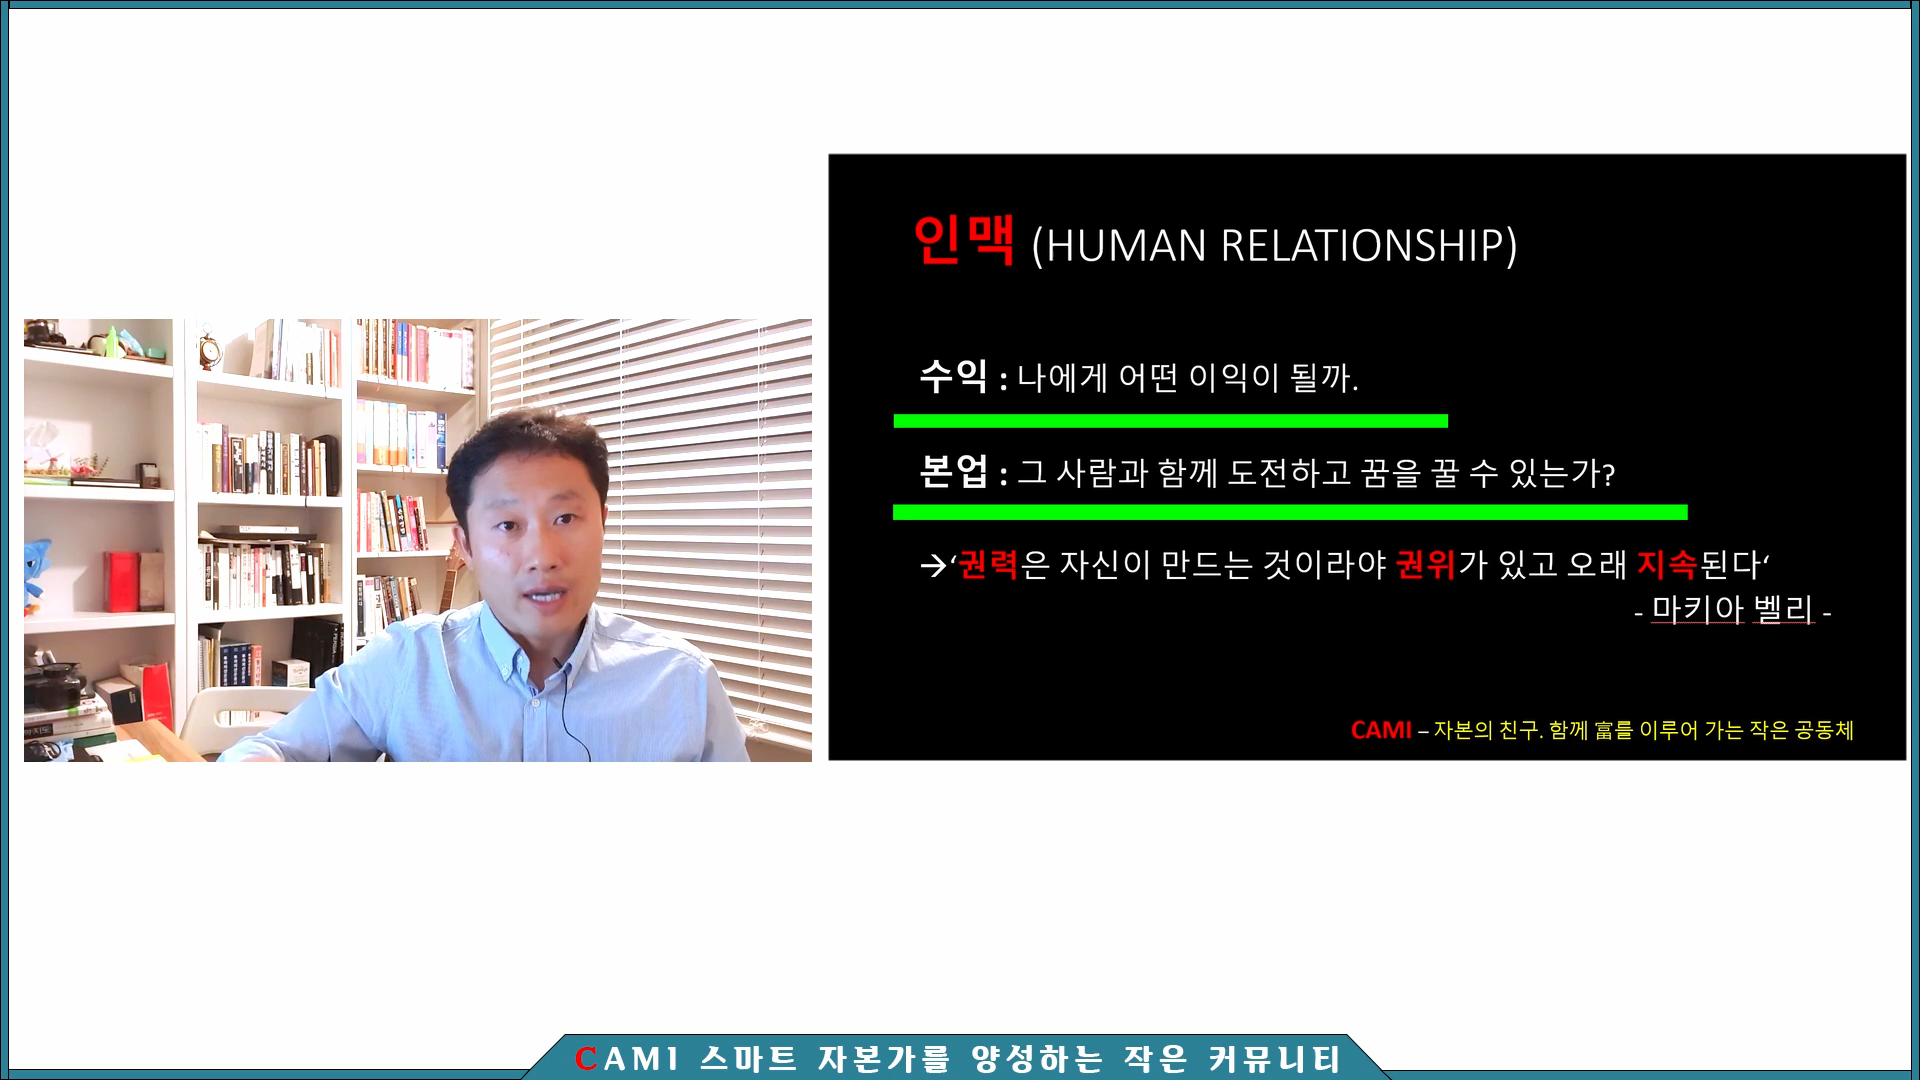 인맥 (HUMAN RELATIONSHIP)
수익 : 나에게 어떤 이익이 될까.
본업 : 그 사람과 함께 도전하고 꿈을 꿀 수 있는가?
→‘권력은 자신이 만드는 것이라야 권위가 있고 오래 지속된다‘
- 마키아 벨리 -
CAMI – 자본의 친구. 함께 富를 이루어 가는 작은 공동체
CAMI 스마트 자본가를 양성하는 작은 커뮤니티